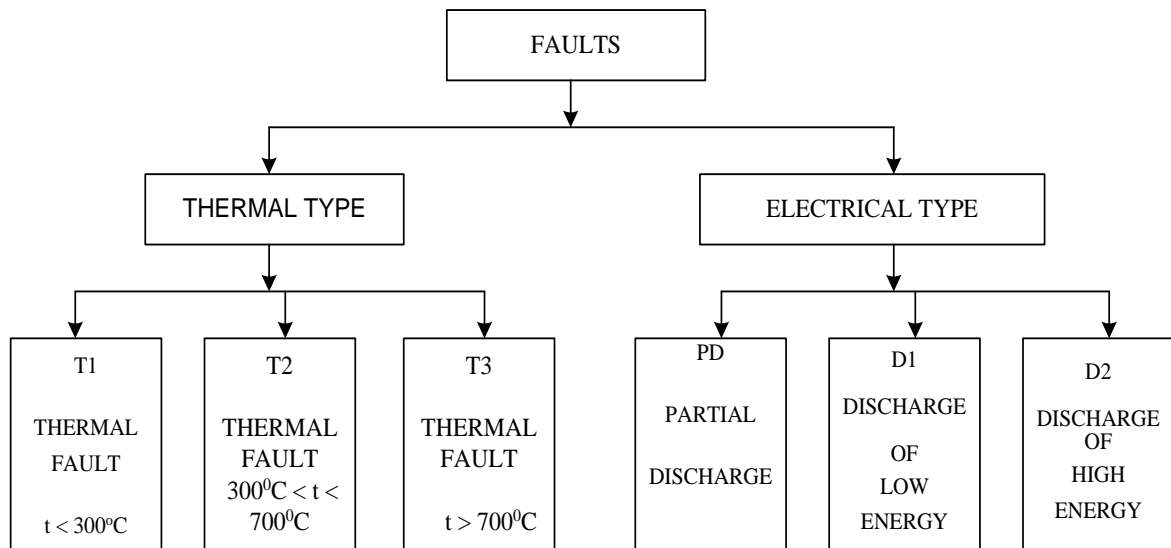 FAULTS
THERMAL TYPE
ELECTRICAL TYPE
T1
THERMAL
FAULT
t < 300°C
T2
THERMAL
FAULT
300⁰C < t <
700⁰C
T3
THERMAL
FAULT
t > 700⁰C
PD
PARTIAL
DISCHARGE
D1
DISCHARGE
OF
LOW
ENERGY
D2
DISCHARGE
OF
HIGH
ENERGY